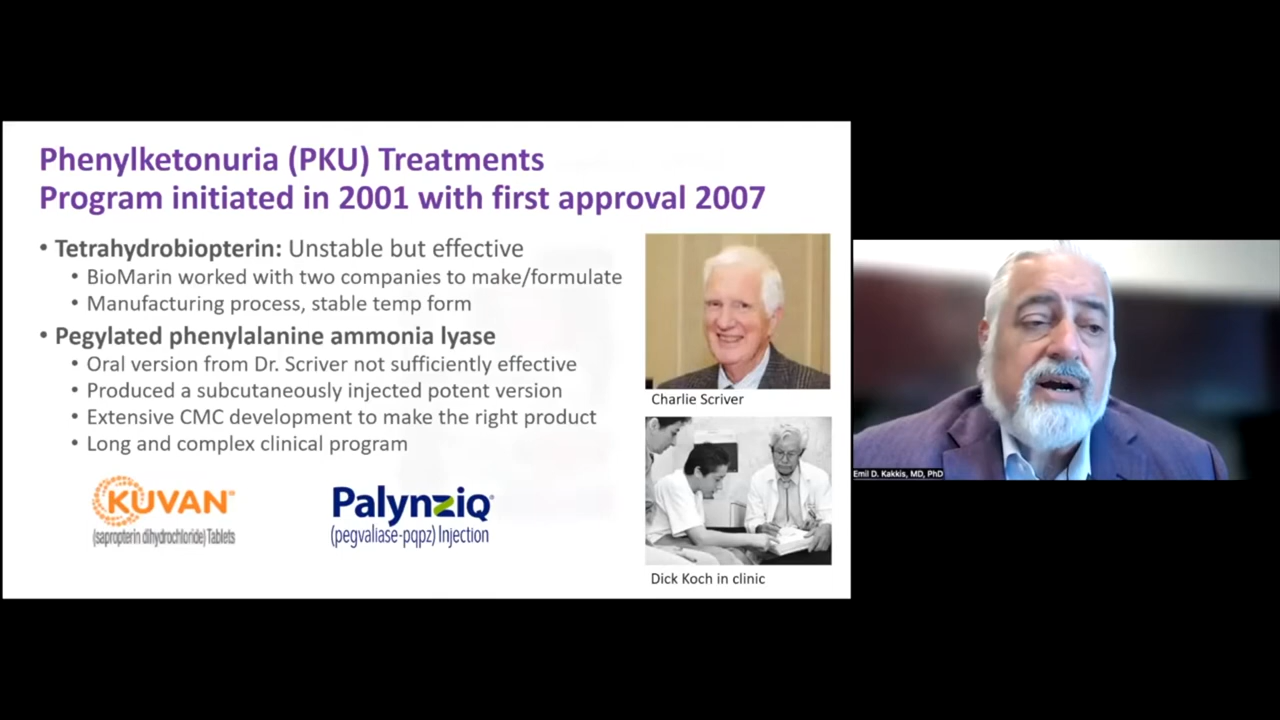 Phenylketonuria (PKU) Treatments
Program initiated in 2001 with first approval 2007
• Tetrahydrobiopterin: Unstable but effective
• BioMarin worked with two companies to make/formulate
• Manufacturing process, stable temp form
• Pegylated phenylalanine ammonia lyase
• Oral version from Dr. Scriver not sufficiently effective
• Produced a subcutaneously injected potent version
• Extensive CMC development to make the right product
• Long and complex clinical program
KUVAN®
(sapropterin dihydrochloride) Tablets
Palynziq®
(pegvaliase-pqpz) Injection
Charlie Scriver
Dick Koch in clinic
Emil D. Kakkis, MD, PhD